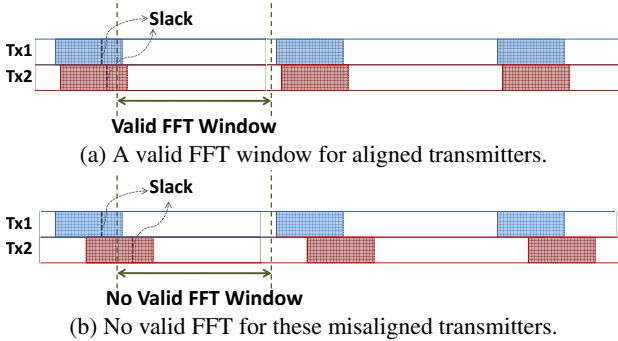 Slack
Tx1
Tx2
Valid FFT Window
(a) A valid FFT window for aligned transmitters.
Slack
Tx1
Tx2
No Valid FFT Window
(b) No valid FFT for these misaligned transmitters.